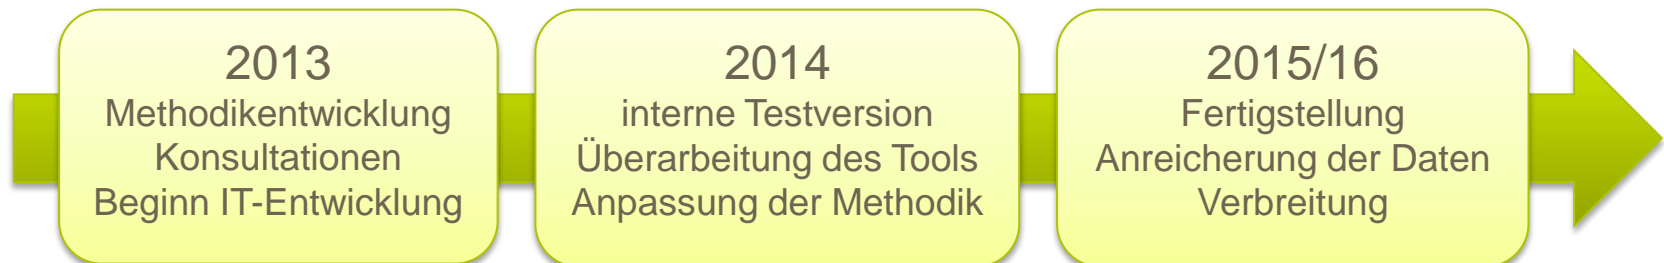 2013
Methodikentwicklung
Konsultationen
Beginn IT-Entwicklung
2014
interne Testversion
Überarbeitung des Tools
Anpassung der Methodik
2015/16
Fertigstellung
Anreicherung der Daten
Verbreitung